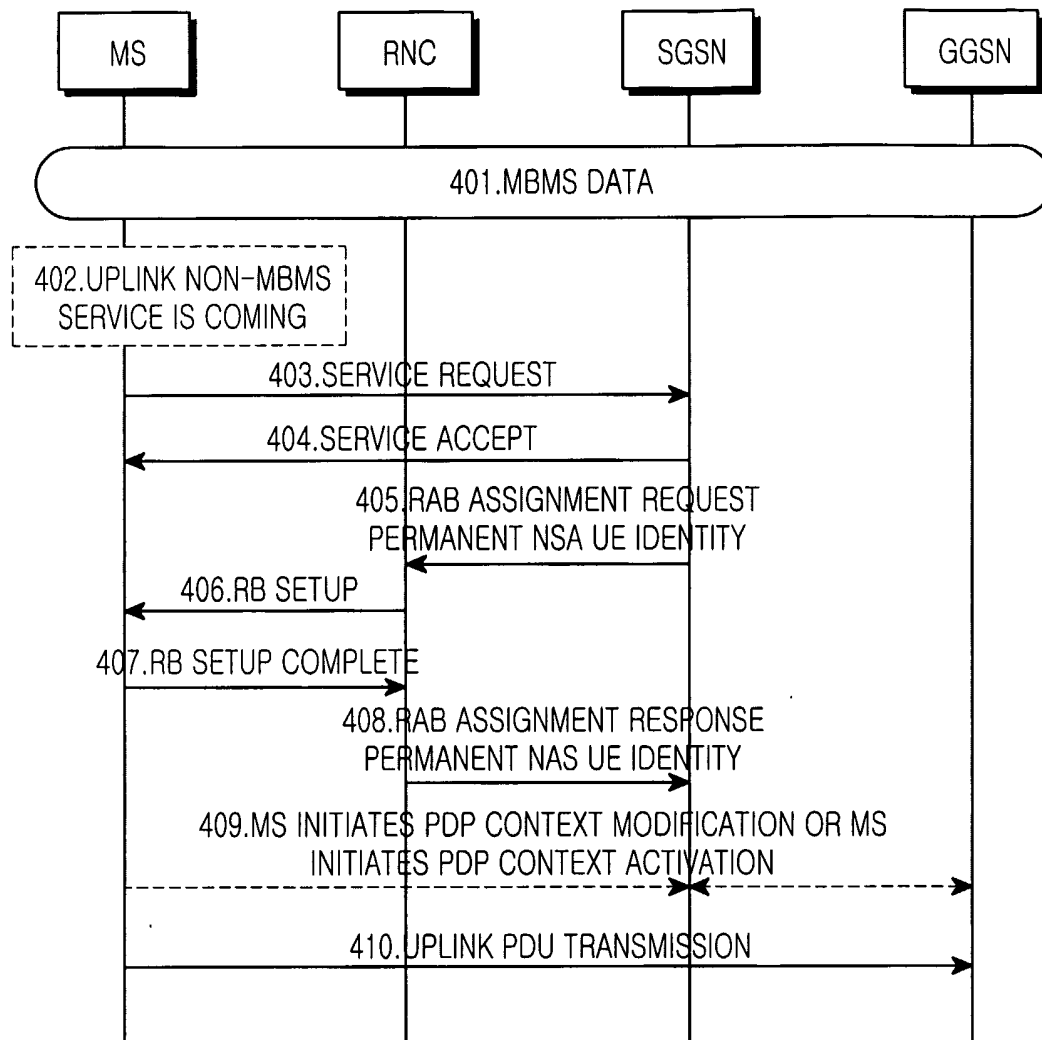 MS
RNC
SGSN
GGSN
401.MBMS DATA
402.UPLINK NON-MBMS
SERVICE IS COMING
403.SERVICE REQUEST
404.SERVICE ACCEPT
405.RAB ASSIGNMENT REQUEST
PERMANENT NSA UE IDENTITY
406.RB SETUP
407.RB SETUP COMPLETE
408.RAB ASSIGNMENT RESPONSE
PERMANENT NAS UE IDENTITY
409.MS INITIATES PDP CONTEXT MODIFICATION OR MS
INITIATES PDP CONTEXT ACTIVATION
410.UPLINK PDU TRANSMISSION